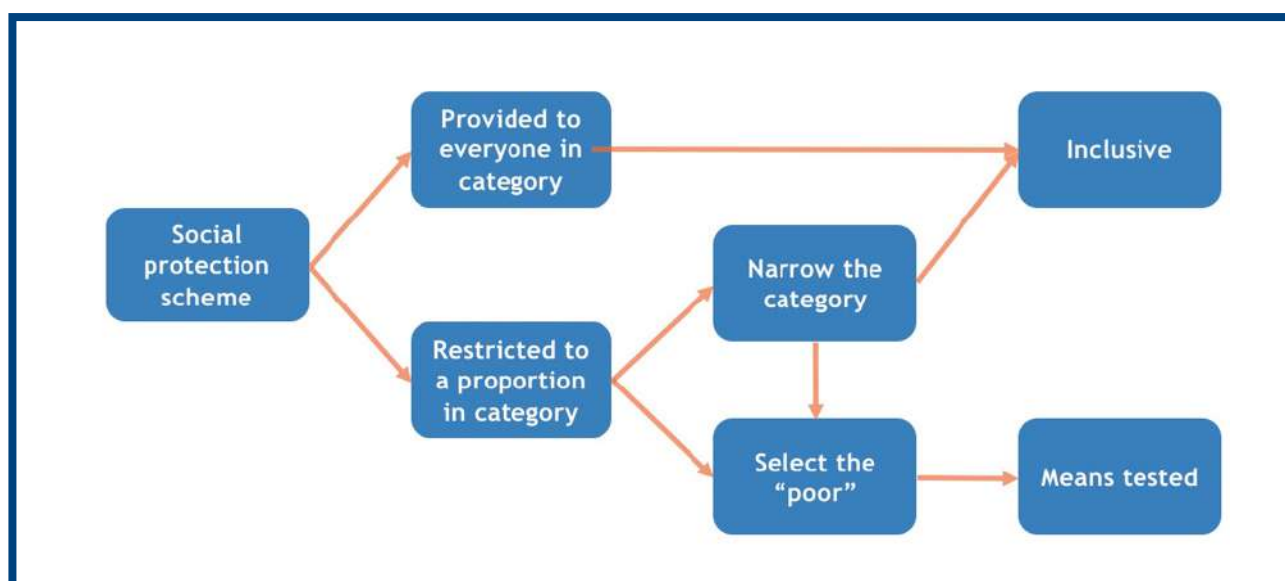 Provided to
everyone in
category
Inclusive
Social
protection
scheme
Narrow the
category
Restricted to
a proportion
in category
Select the
“poor”
Means tested